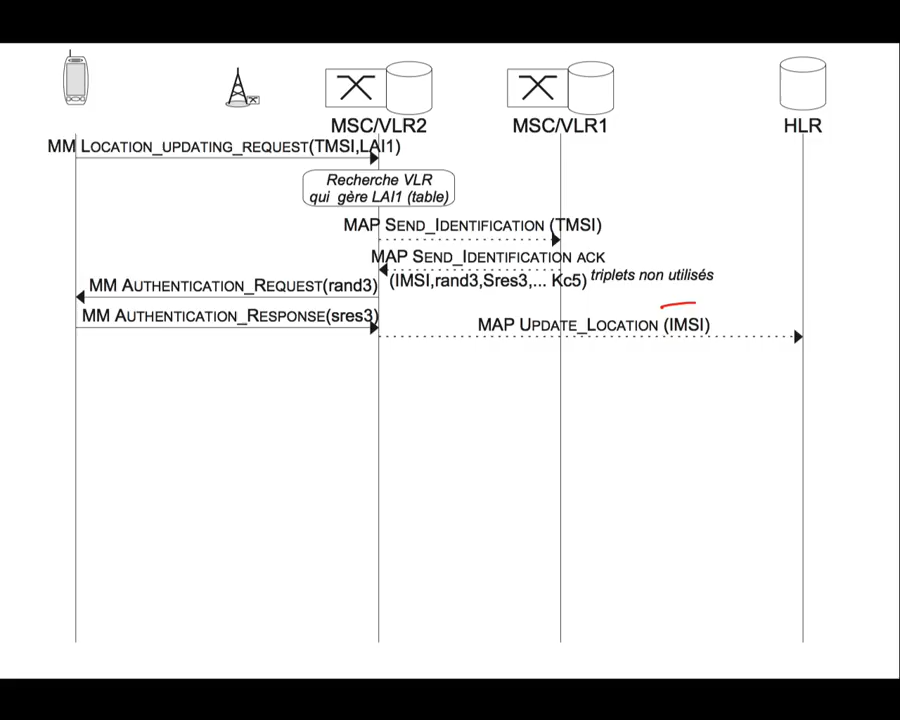 MSC/VLR2
MSC/VLR1
HLR
MM LOCATION_UPDATING_REQUEST(TMSI,LAI1)
Recherche VLR
qui gère LAI1 (table)
MAP SEND_IDENTIFICATION (TMSI)
MAP SEND_IDENTIFICATION ACK
(IMSI,rand3,Sres3,... Kc5)
triplets non utilisés
MM AUTHENTICATION_REQUEST(rand3)
MM AUTHENTICATION_RESPONSE(sres3)
MAP UPDATE_LOCATION (IMSI)